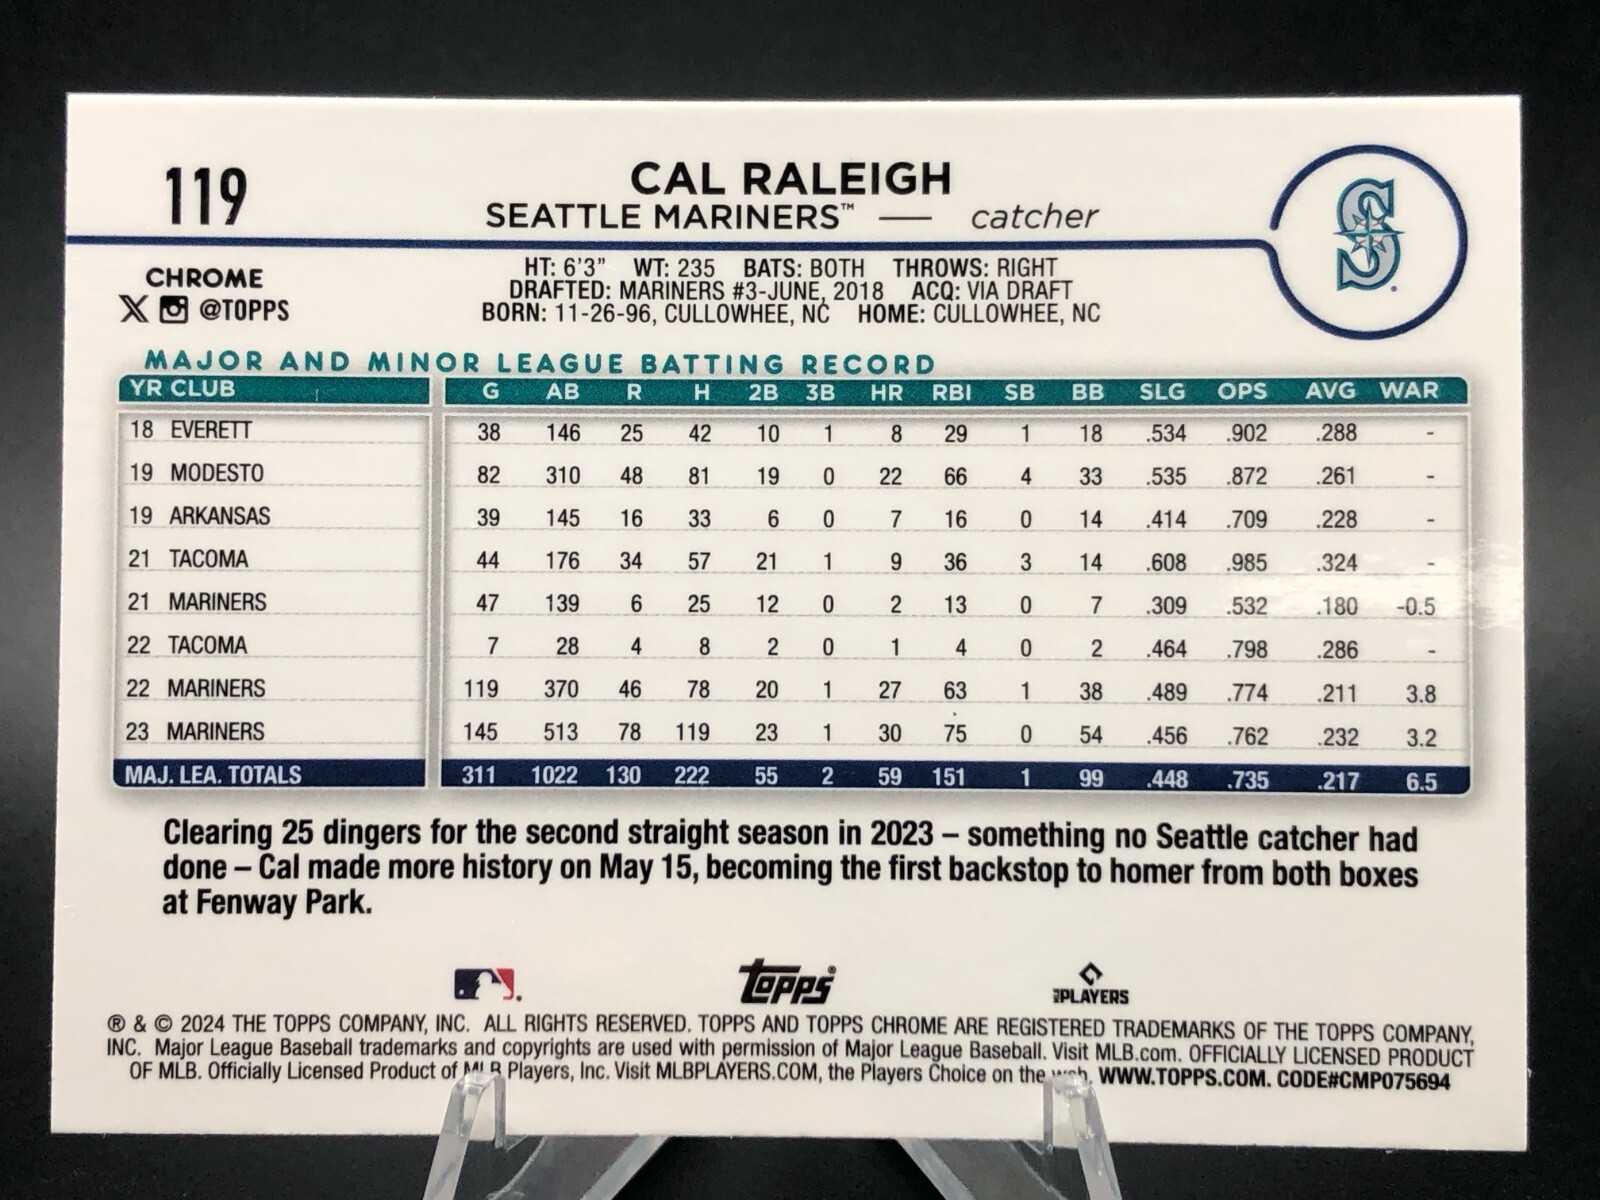 119
CAL RALEIGH
SEATTLE MARINERS™ — catcher
S
CHROME
X @TOPPS
HT: 6'3" WT: 235 BATS: BOTH THROWS: RIGHT
DRAFTED: MARINERS #3-JUNE, 2018 ACQ: VIA DRAFT
BORN: 11-26-96, CULLOWHEE, NC HOME: CULLOWHEE, NC
MAJOR AND MINOR LEAGUE BATTING RECORD
YR CLUB G AB R H 2B 3B HR RBI SB BB SLG OPS AVG WAR
18 EVERETT 38 146 25 42 10 1 8 29 1 18 .534 .902 .288 -
19 MODESTO 82 310 48 81 19 0 22 66 4 33 .535 .872 .261 -
19 ARKANSAS 39 145 16 33 6 0 7 16 0 14 .414 .709 .228 -
21 TACOMA 44 176 34 57 21 1 9 36 3 14 .608 .985 .324 -
21 MARINERS 47 139 6 25 12 0 2 13 0 7 .309 .532 .180 -0.5
22 TACOMA 7 28 4 8 2 0 1 4 0 2 .464 .798 .286 -
22 MARINERS 119 370 46 78 20 1 27 63 1 38 .489 .774 .211 3.8
23 MARINERS 145 513 78 119 23 1 30 75 0 54 .456 .762 .232 3.2
MAJ. LEA. TOTALS 311 1022 130 222 55 2 59 151 1 99 .448 .735 .217 6.5
Clearing 25 dingers for the second straight season in 2023 – something no Seattle catcher had
done – Cal made more history on May 15, becoming the first backstop to homer from both boxes
at Fenway Park.
Topps®
MLB PLAYERS
® & © 2024 THE TOPPS COMPANY, INC. ALL RIGHTS RESERVED. TOPPS AND TOPPS CHROME ARE REGISTERED TRADEMARKS OF THE TOPPS COMPANY,
INC. Major League Baseball trademarks and copyrights are used with permission of Major League Baseball. Visit MLB.com. OFFICIALLY LICENSED PRODUCT
OF MLB. Officially Licensed Product of MLB Players, Inc. Visit MLBPLAYERS.COM, the Players Choice on the web. WWW.TOPPS.COM. CODE#CMP075694